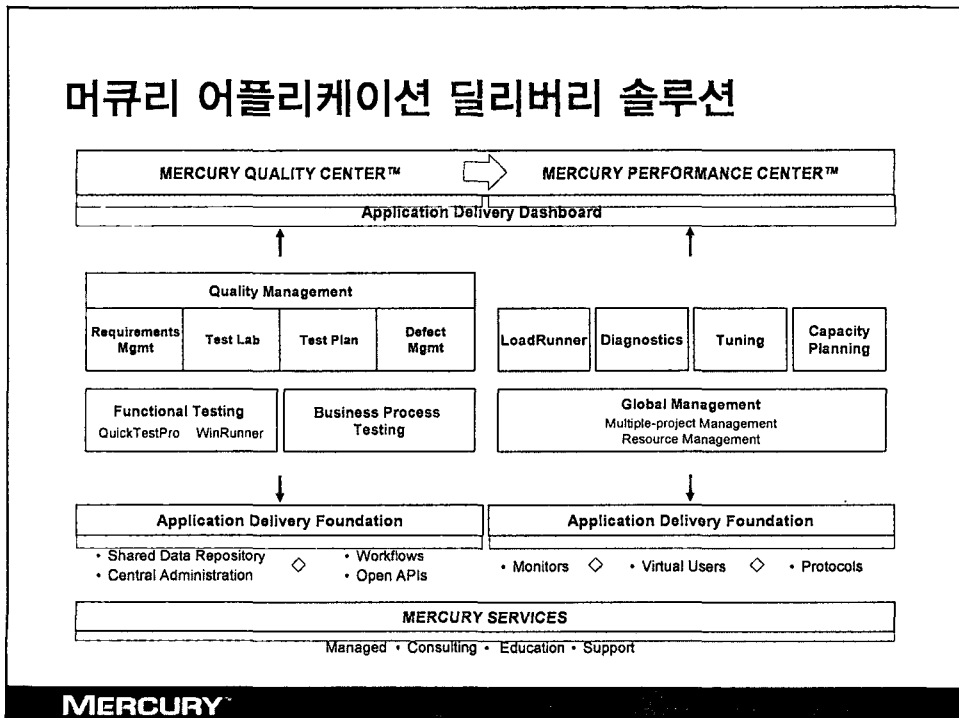 머큐리 어플리케이션 딜리버리 솔루션
MERCURY QUALITY CENTER™
MERCURY PERFORMANCE CENTER™
Application Delivery Dashboard
Quality Management
Requirements
Mgmt
Test Lab
Test Plan
Defect
Mgmt
LoadRunner
Diagnostics
Tuning
Capacity
Planning
Functional Testing
QuickTestPro WinRunner
Business Process
Testing
Global Management
Multiple-project Management
Resource Management
Application Delivery Foundation
• Shared Data Repository
• Central Administration
• Workflows
• Open APIs
Application Delivery Foundation
• Monitors ◇ • Virtual Users ◇ • Protocols
MERCURY SERVICES
Managed • Consulting • Education • Support
MERCURY™